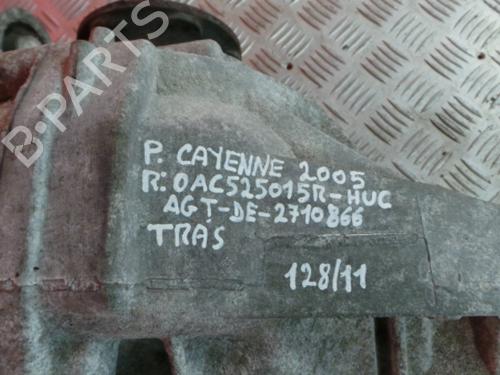 B-PARTS
P. CAYENNE 2005
R: 0AC525015R-HUC
AGT-DE-2710866
TRAS
128/11